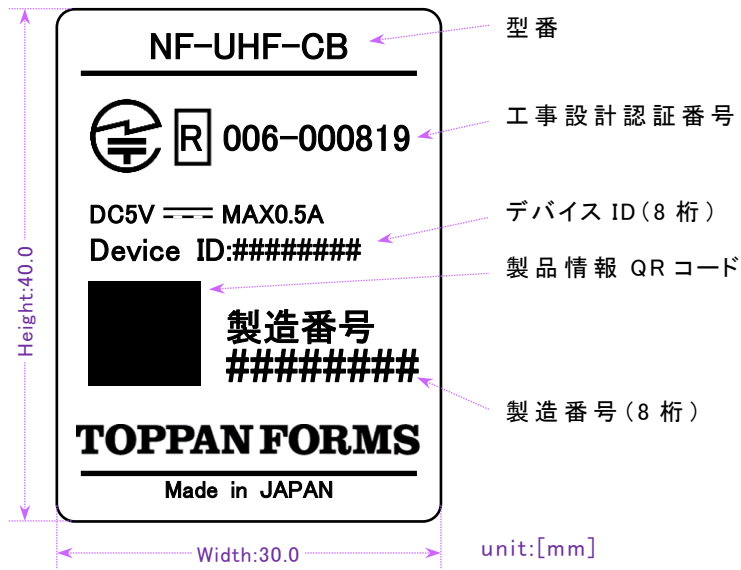 NF-UHF-CB
型番
R 006-000819
工事設計認証番号
DC5V MAX0.5A
デバイス ID(8 桁)
Device ID:########
製品情報 QRコード
製造番号
########
製造番号(8 桁)
TOPPAN FORMS
Made in JAPAN
Height:40.0
Width:30.0
unit:[mm]